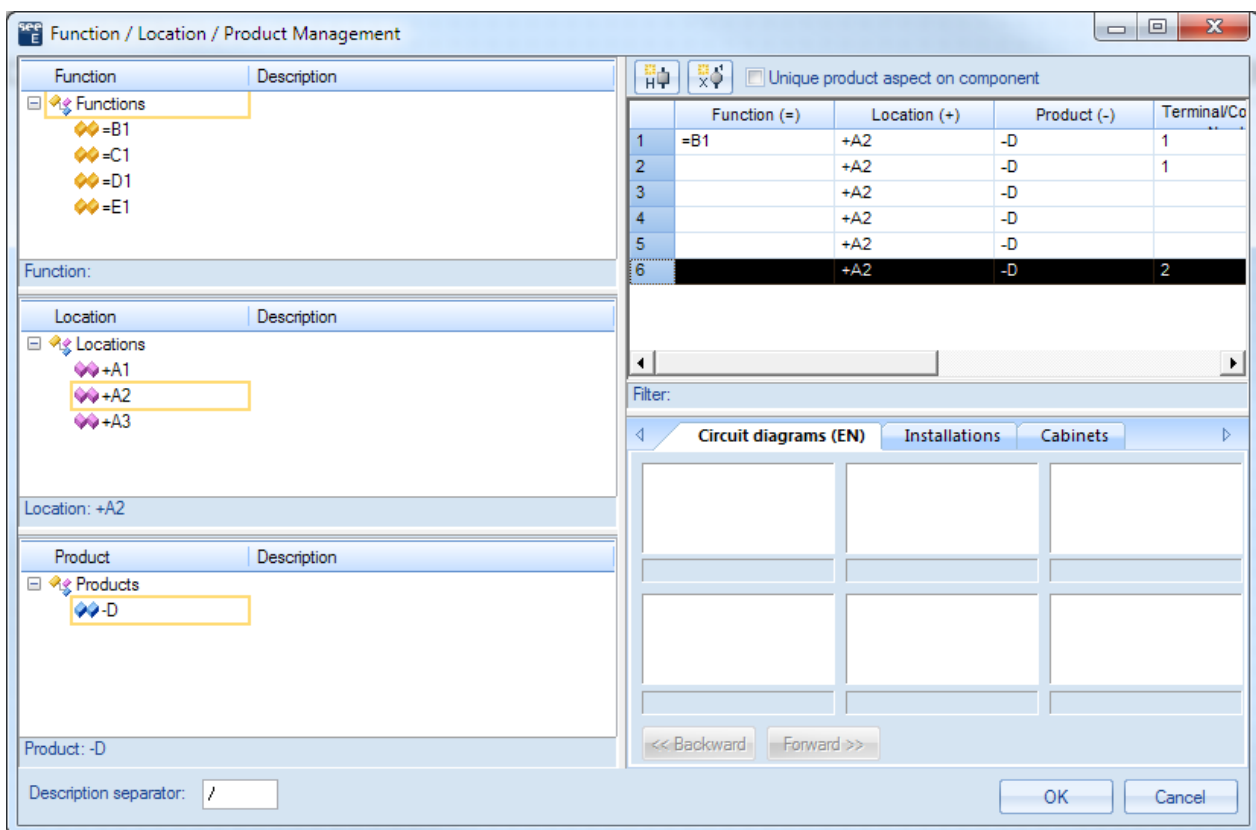 see
E
Function / Location / Product Management
Function Description
Functions
=B1
=C1
=D1
=E1
Function:
Location Description
Locations
+A1
+A2
+A3
Location: +A2
Product Description
Products
-D
Product: -D
Description separator: /
H X Unique product aspect on component
Function (=) Location (+) Product (-) Terminal/Co
1 =B1 +A2 -D 1
2 +A2 -D 1
3 +A2 -D
4 +A2 -D
5 +A2 -D
6 +A2 -D 2
Filter:
Circuit diagrams (EN) Installations Cabinets
<< Backward Forward >>
OK Cancel